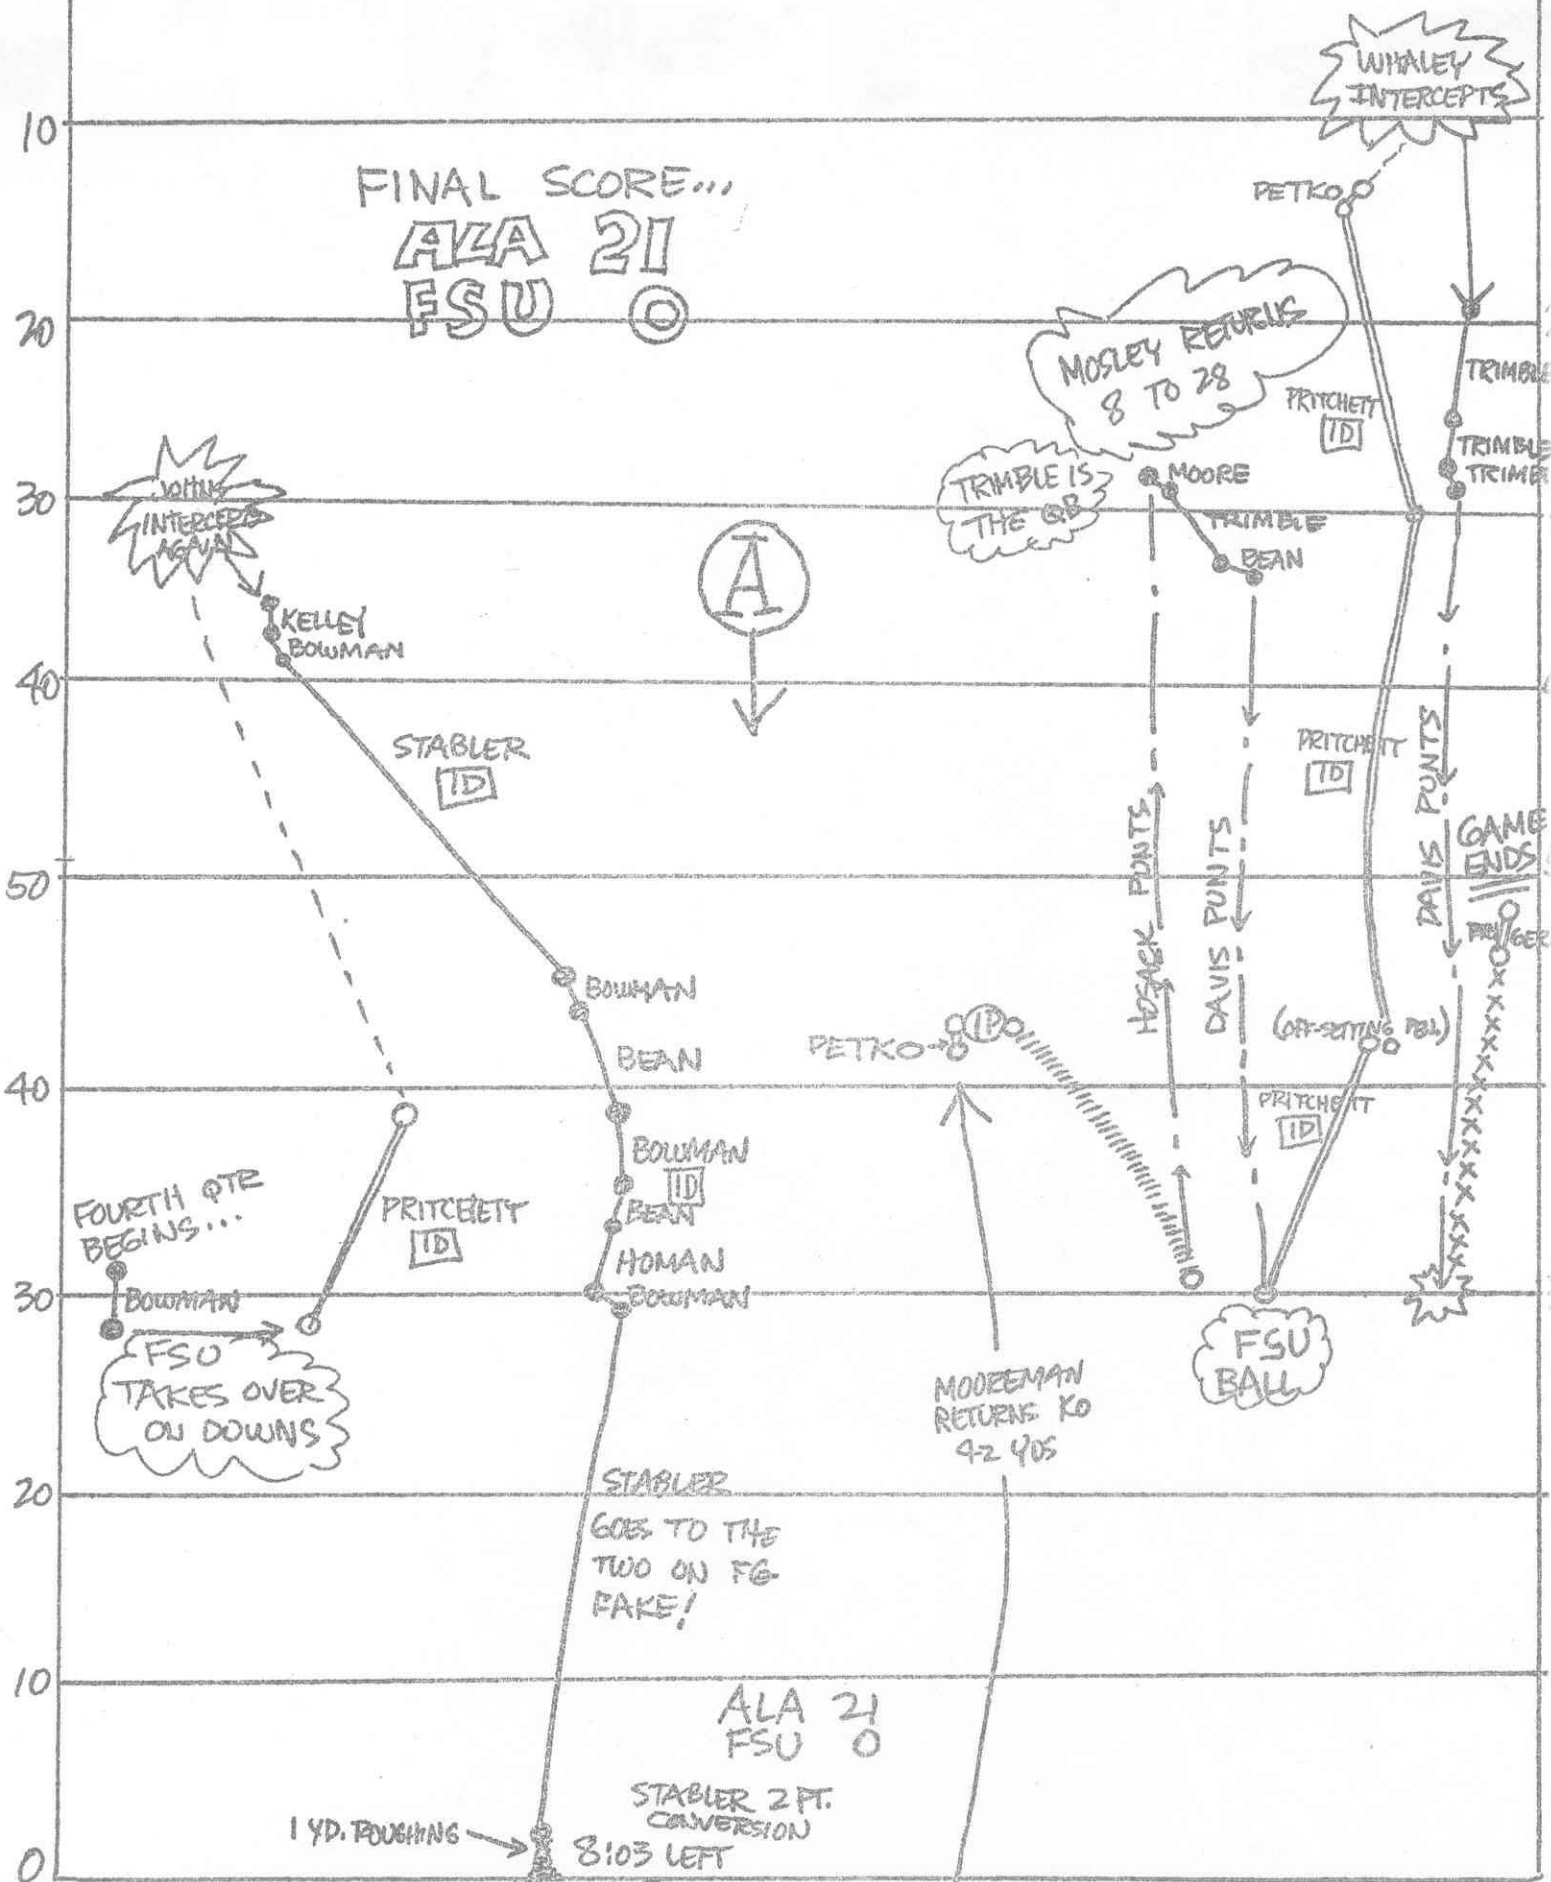 WHALEY
INTERCEPTS
10
FINAL SCORE...
ALA 21
FSU 0
PETKO
20
MOSLEY RETURNS
8 TO 28
TRIMBLE
PRITCHETT
1D
TRIMBLE
TRIMBLE IS
THE QB
MOORE
TRIMBLE
BEAN
30
JOHNS
INTERCEPTS
AGAIN
A
KELLEY
BOWMAN
40
STABLER
1D
PRITCHETT
1D
HOSACK PUNTS
DAVIS PUNTS
DAVIS PUNTS
GAME
ENDS
50
BOWMAN
(OFF-SETTING PEN.)
PETKO
IP
BEAN
40
PRITCHETT
1D
BOWMAN
1D
FOURTH QTR
BEGINS...
PRITCHETT
1D
BEAN
HOMAN
BOWMAN
30
BOWMAN
FSU
TAKES OVER
ON DOWNS
FSU
BALL
MOOREMAN
RETURNS KO
42 YDS
20
STABLER
GOES TO THE
TWO ON FG
FAKE!
10
ALA 21
FSU 0
STABLER 2 PT.
CONVERSION
8:03 LEFT
1 YD. ROUGHING
0